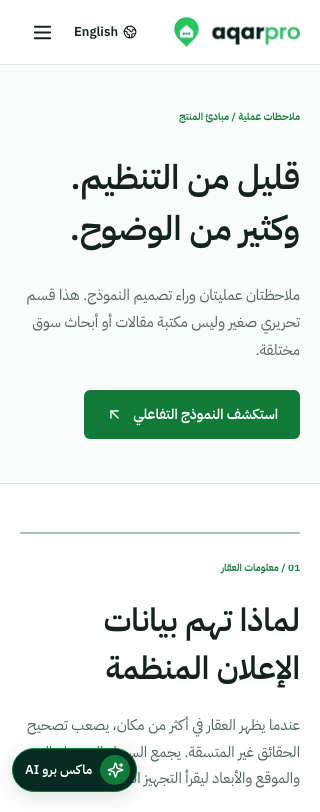 aqarpro
English
ملاحظات عملية / مبادئ المنتج
قليل من التنظيم.
وكثير من الوضوح.
ملاحظتان عمليتان وراء تصميم النموذج. هذا قسم
تحريري صغير وليس مكتبة مقالات أو أبحاث سوق
مختلقة.
استكشف النموذج التفاعلي
01 / معلومات العقار
لماذا تهم بيانات
الإعلان المنظمة
عندما يظهر العقار في أكثر من مكان، يصعب تصحيح
الحقائق غير المتسقة. يجمع
والموقع والأبعاد ليقرأ التجهيز
ماكس برو AI